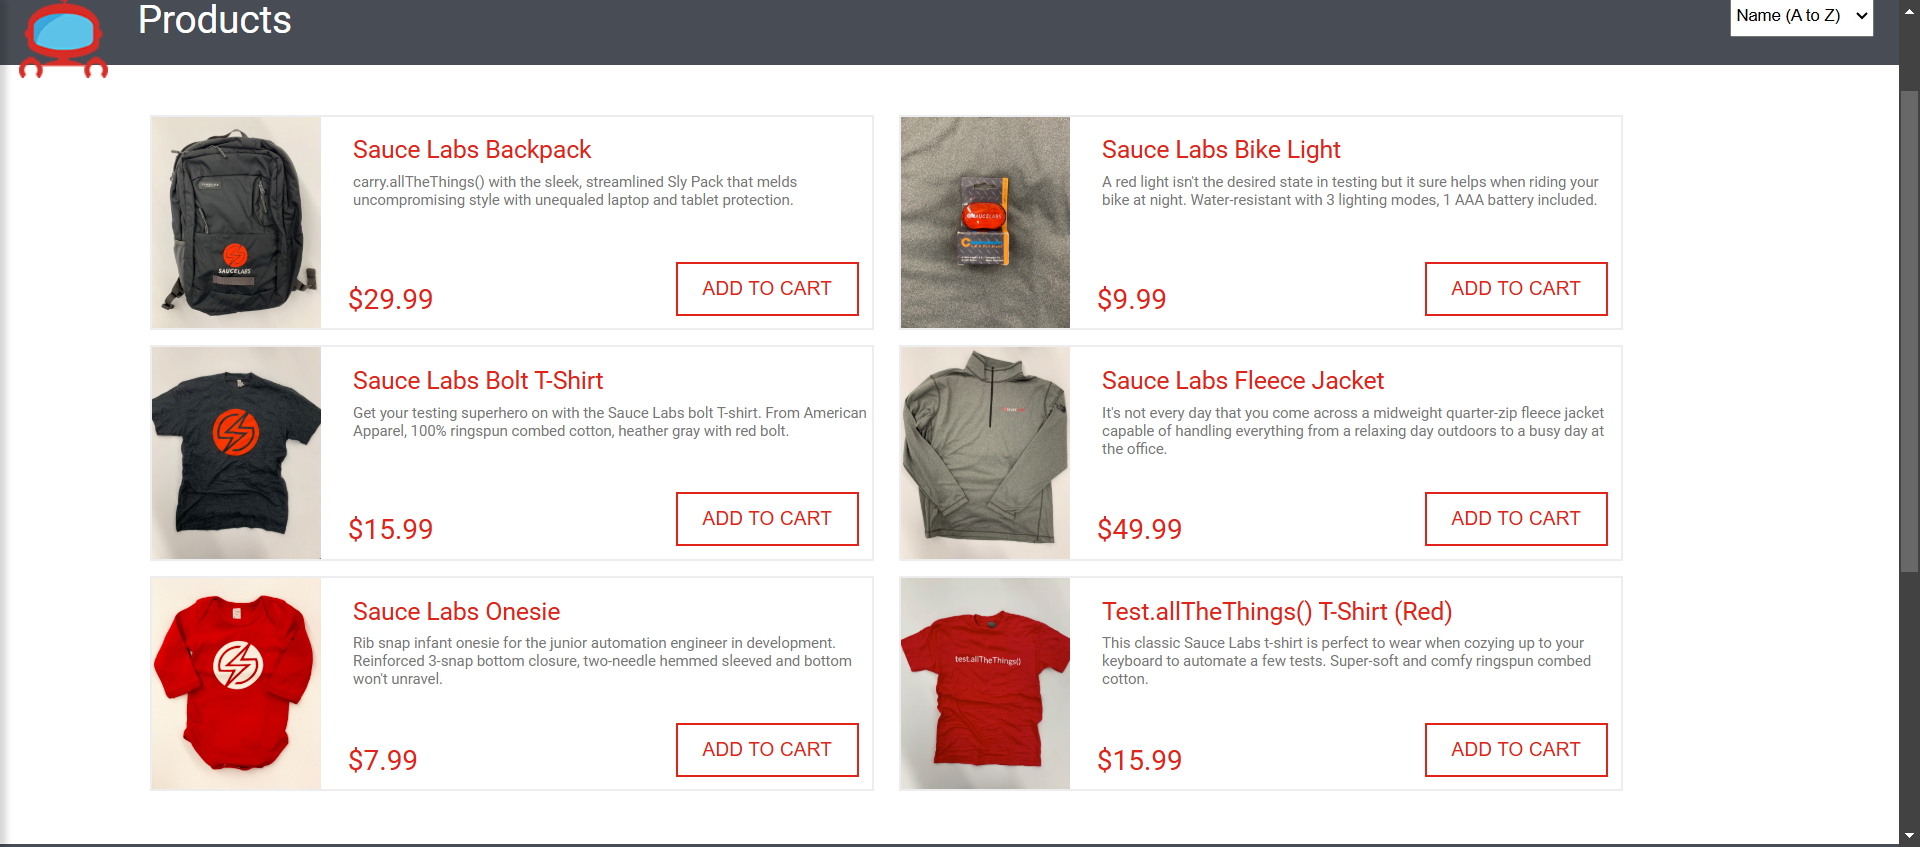 Products
Name (A to Z)
Sauce Labs Backpack
carry.allTheThings() with the sleek, streamlined Sly Pack that melds
uncompromising style with unequaled laptop and tablet protection.
SAUCELABS
$29.99
ADD TO CART
Sauce Labs Bike Light
A red light isn't the desired state in testing but it sure helps when riding your
bike at night. Water-resistant with 3 lighting modes, 1 AAA battery included.
SAUCELABS
$9.99
ADD TO CART
Sauce Labs Bolt T-Shirt
Get your testing superhero on with the Sauce Labs bolt T-shirt. From American
Apparel, 100% ringspun combed cotton, heather gray with red bolt.
$15.99
ADD TO CART
Sauce Labs Fleece Jacket
It's not every day that you come across a midweight quarter-zip fleece jacket
capable of handling everything from a relaxing day outdoors to a busy day at
the office.
$49.99
ADD TO CART
Sauce Labs Onesie
Rib snap infant onesie for the junior automation engineer in development.
Reinforced 3-snap bottom closure, two-needle hemmed sleeved and bottom
won't unravel.
$7.99
ADD TO CART
Test.allTheThings() T-Shirt (Red)
This classic Sauce Labs t-shirt is perfect to wear when cozying up to your
keyboard to automate a few tests. Super-soft and comfy ringspun combed
cotton.
test.allTheThings()
$15.99
ADD TO CART